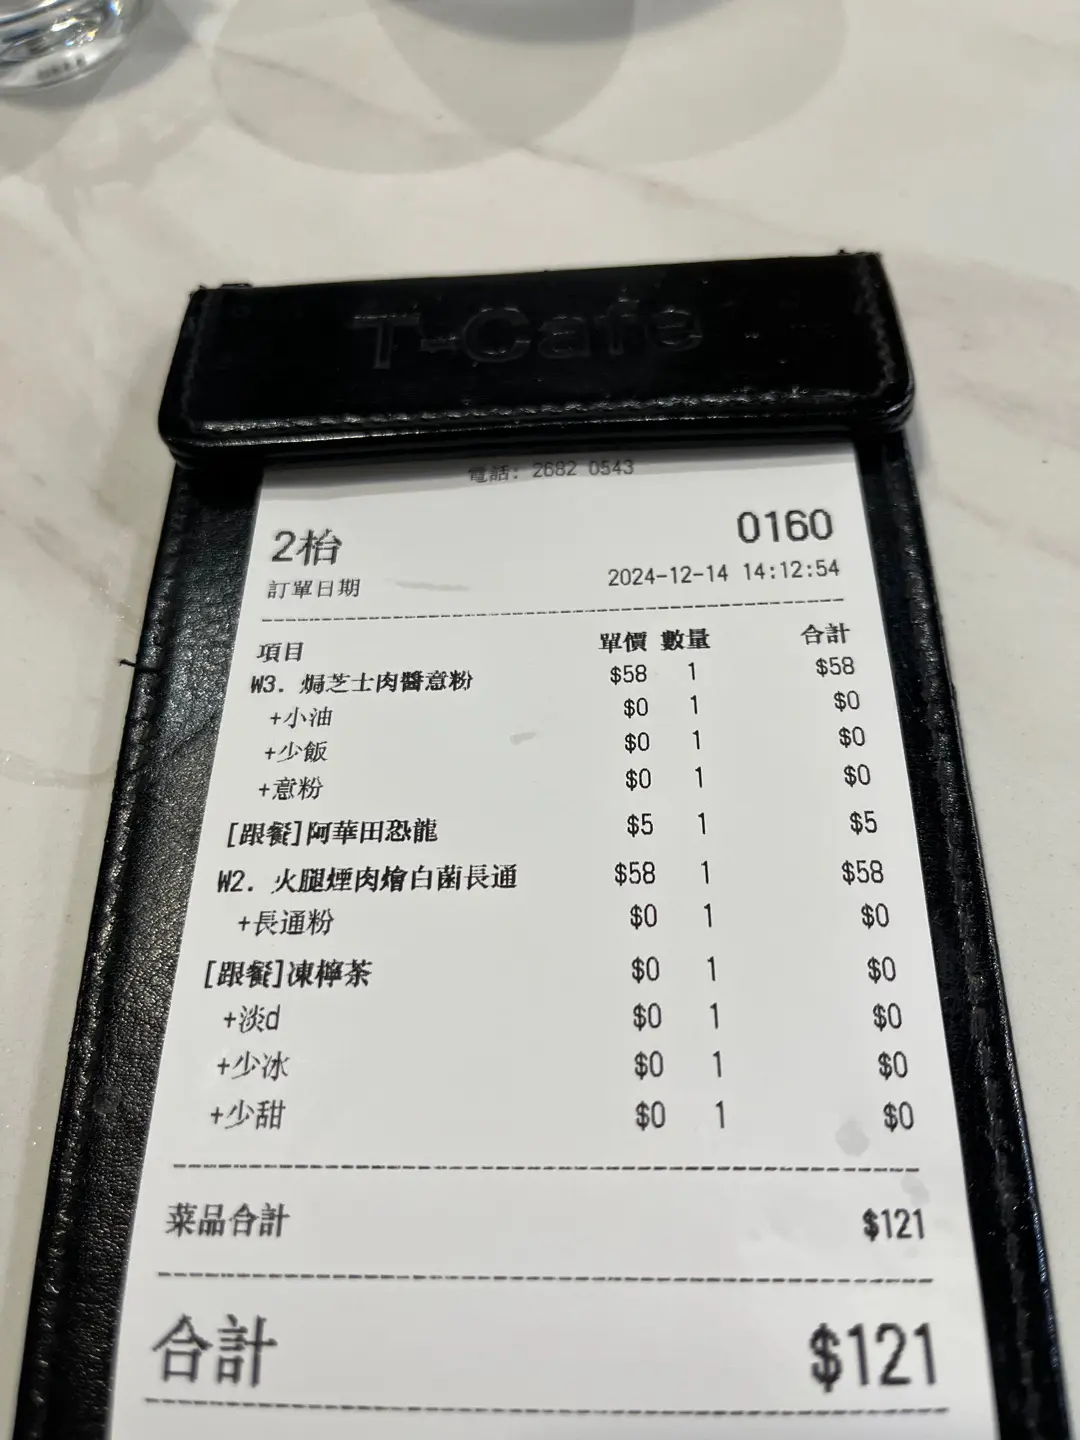 T-Cafe
電話: 2682 0543
2枱 0160
訂單日期 2024-12-14 14:12:54
項目 單價 數量 合計
W3. 焗芝士肉醬意粉 $58 1 $58
+小油 $0 1 $0
+少飯 $0 1 $0
+意粉 $0 1 $0
[跟餐]阿華田恐龍 $5 1 $5
W2. 火腿煙肉燴白菌長通 $58 1 $58
+長通粉 $0 1 $0
[跟餐]凍檸茶 $0 1 $0
+淡d $0 1 $0
+少冰 $0 1 $0
+少甜 $0 1 $0
菜品合計 $121
合計 $121